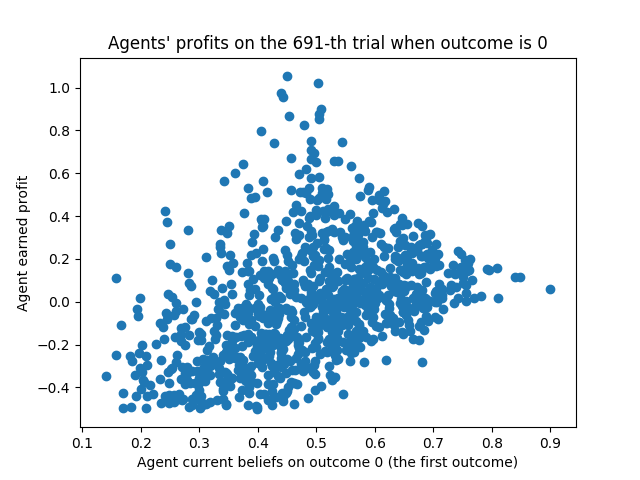 Agents' profits on the 691-th trial when outcome is 0
1.0
0.8
0.6
0.4
0.2
0.0
−0.2
−0.4
Agent earned profit
0.1 0.2 0.3 0.4 0.5 0.6 0.7 0.8 0.9
Agent current beliefs on outcome 0 (the first outcome)